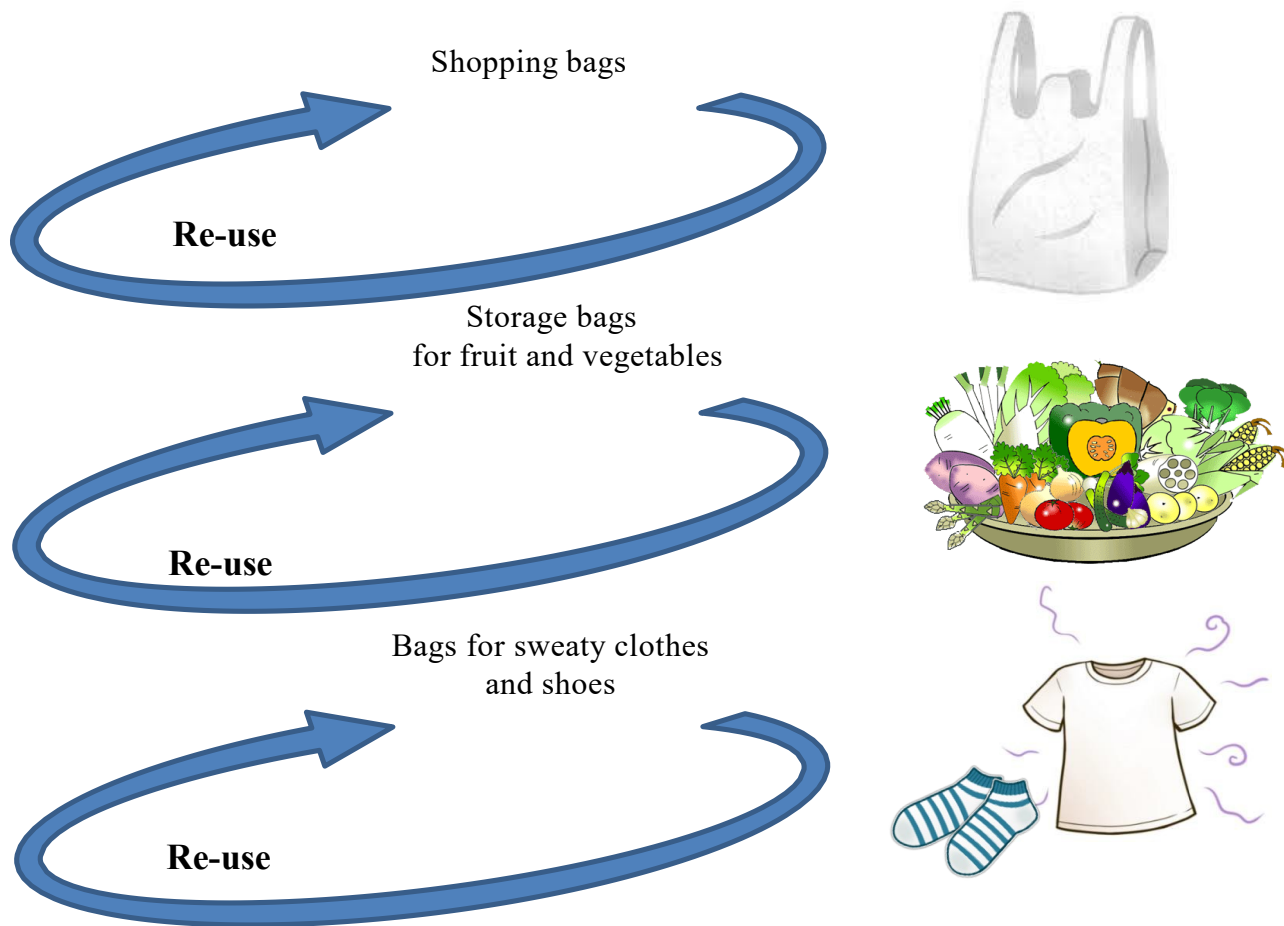 Shopping bags
Re-use
Storage bags
for fruit and vegetables
Re-use
Bags for sweaty clothes
and shoes
Re-use